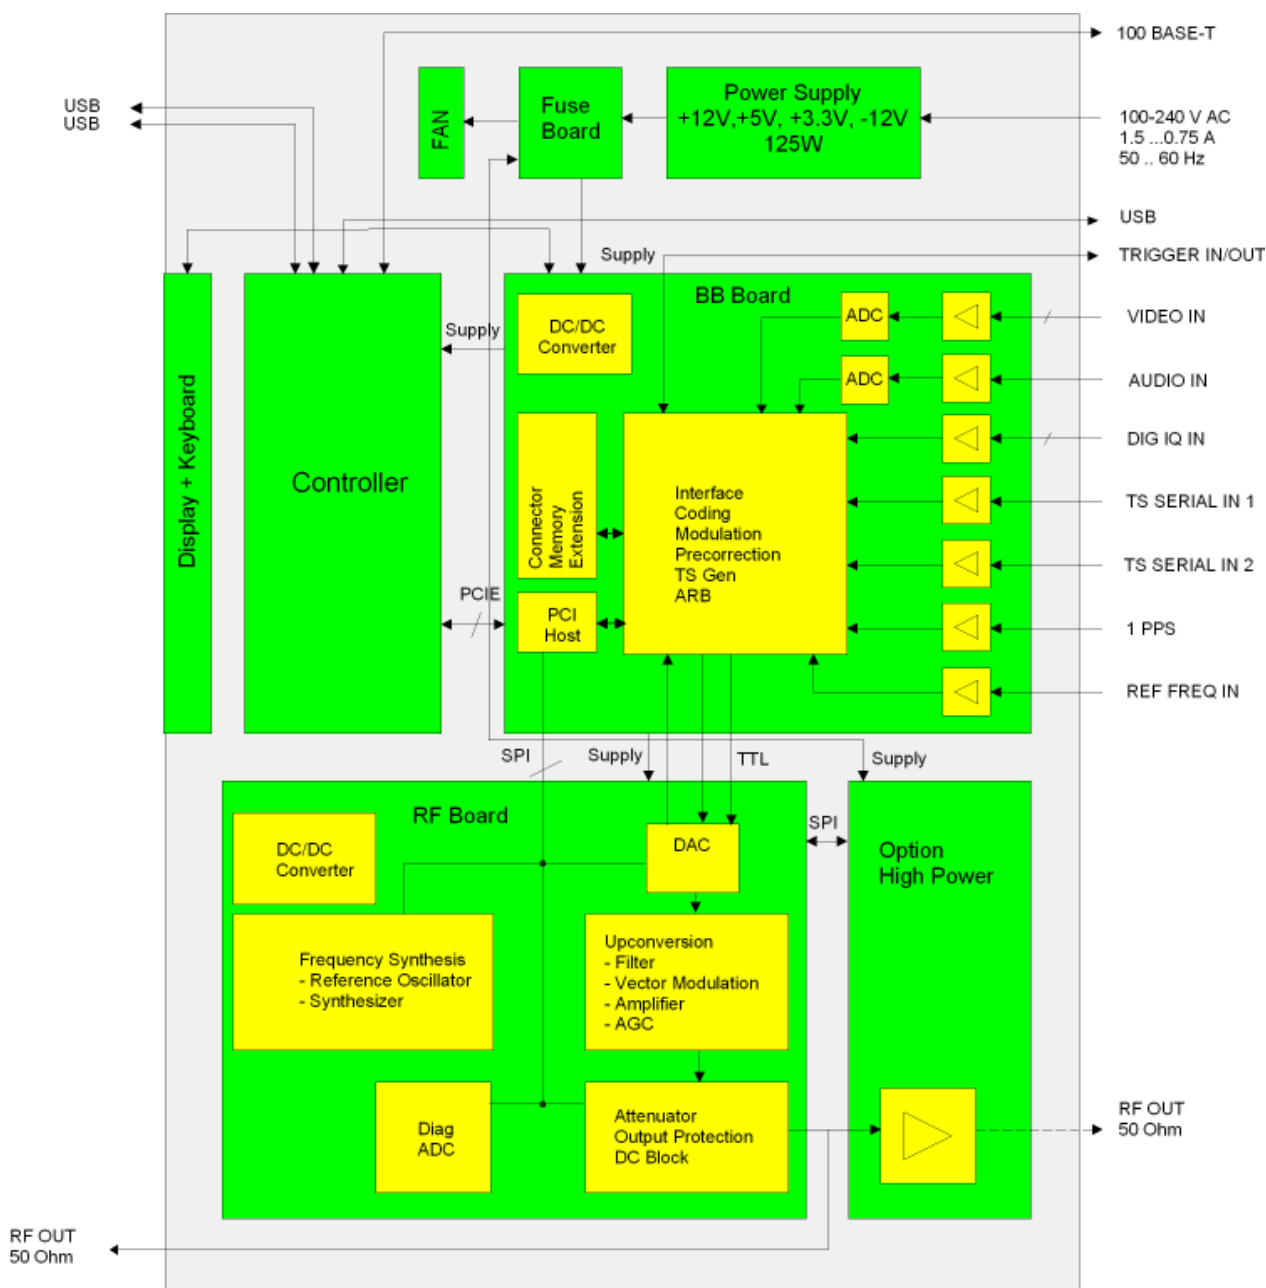 100 BASE-T
USB
USB
FAN
Fuse
Board
Power Supply
+12V,+5V, +3.3V, -12V
125W
100-240 V AC
1.5 ...0.75 A
50 .. 60 Hz
USB
Supply
TRIGGER IN/OUT
Display + Keyboard
Controller
Supply
PCIE
BB Board
DC/DC
Converter
ADC
VIDEO IN
ADC
AUDIO IN
DIG IQ IN
Connector
Memory
Extension
Interface
Coding
Modulation
Precorrection
TS Gen
ARB
TS SERIAL IN 1
TS SERIAL IN 2
PCI
Host
1 PPS
REF FREQ IN
SPI
Supply
TTL
Supply
RF Board
DC/DC
Converter
DAC
SPI
Option
High Power
Frequency Synthesis
- Reference Oscillator
- Synthesizer
Upconversion
- Filter
- Vector Modulation
- Amplifier
- AGC
Diag
ADC
Attenuator
Output Protection
DC Block
RF OUT
50 Ohm
RF OUT
50 Ohm